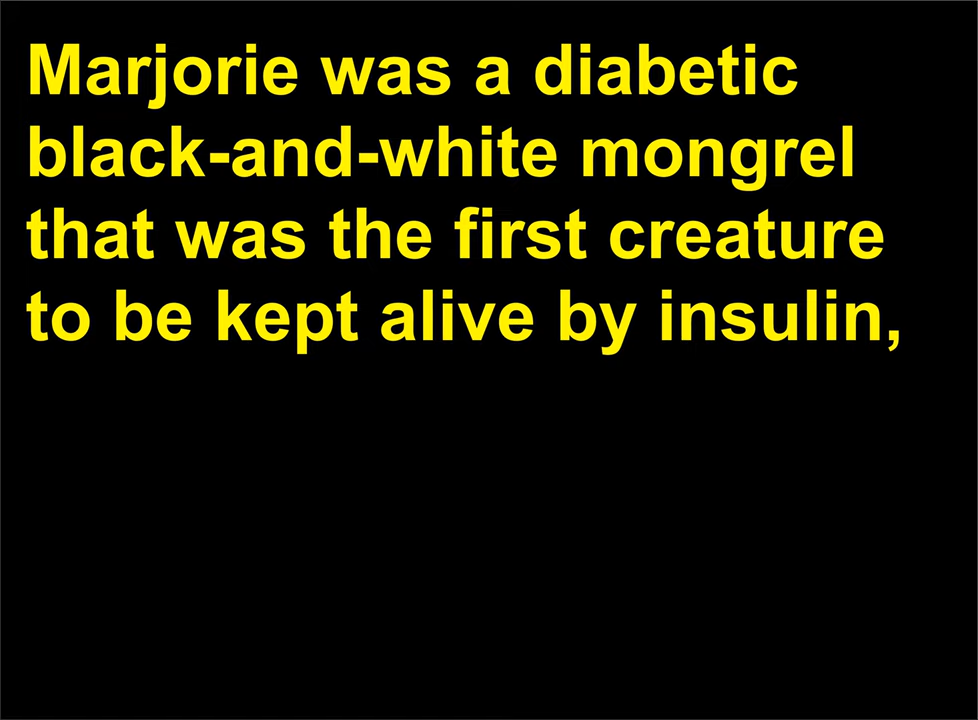 Marjorie was a diabetic
black-and-white mongrel
that was the first creature
to be kept alive by insulin,